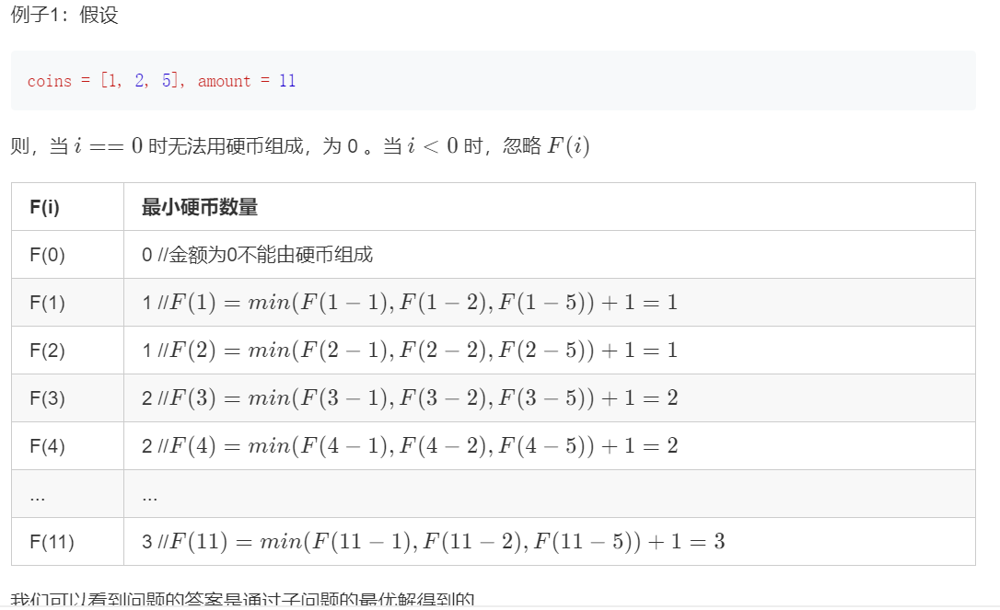 例子1：假设
coins = [1, 2, 5], amount = 11
则，当 i == 0 时无法用硬币组成，为 0 。当 i < 0 时，忽略 F(i)
F(i) 最小硬币数量
F(0) 0 //金额为0不能由硬币组成
F(1) 1 //F(1) = min(F(1 − 1), F(1 − 2), F(1 − 5)) + 1 = 1
F(2) 1 //F(2) = min(F(2 − 1), F(2 − 2), F(2 − 5)) + 1 = 1
F(3) 2 //F(3) = min(F(3 − 1), F(3 − 2), F(3 − 5)) + 1 = 2
F(4) 2 //F(4) = min(F(4 − 1), F(4 − 2), F(4 − 5)) + 1 = 2
... ...
F(11) 3 //F(11) = min(F(11 − 1), F(11 − 2), F(11 − 5)) + 1 = 3
我们可以看到问题的答案是通过子问题的最优解得到的